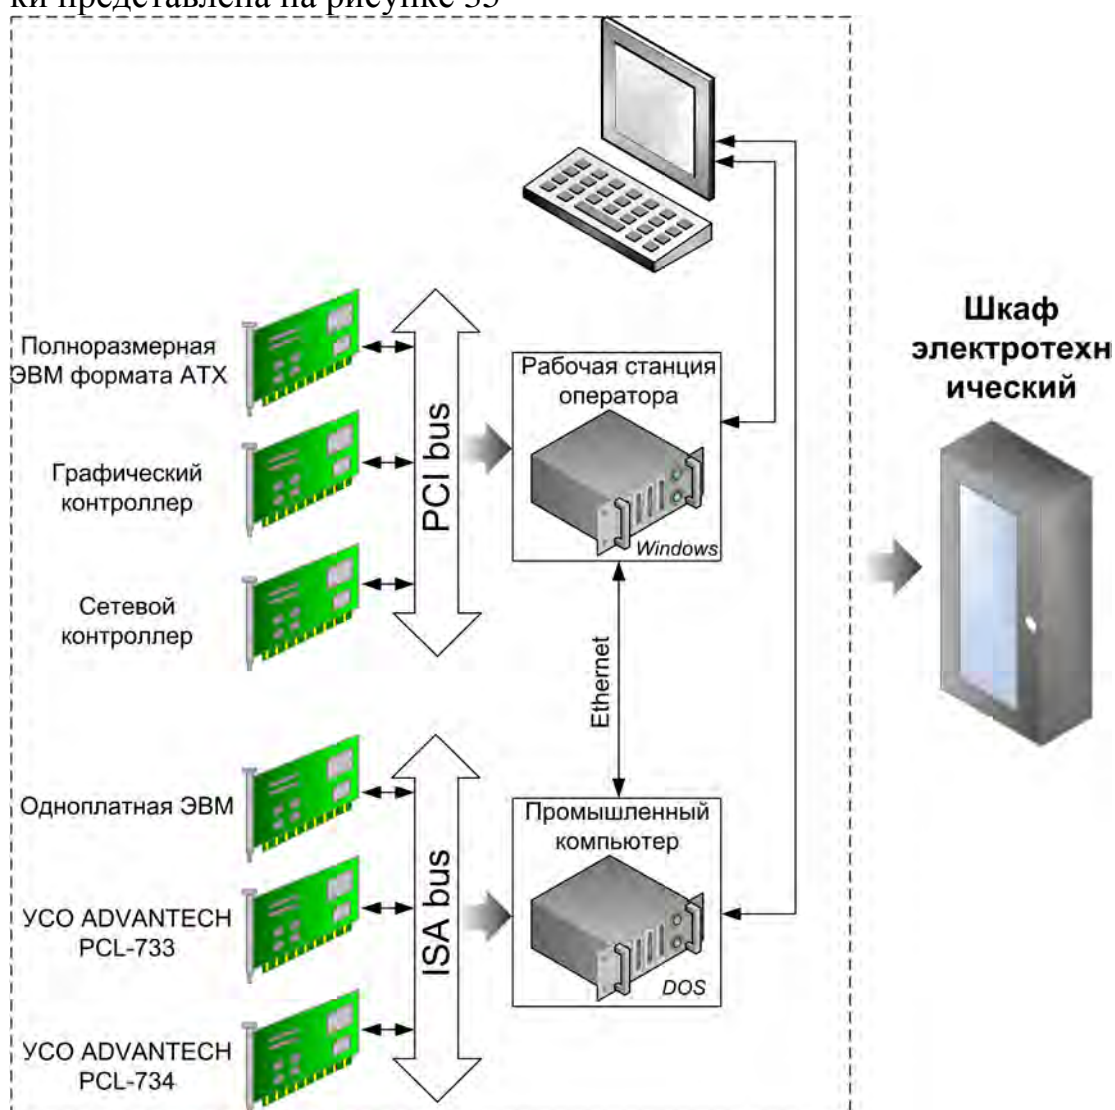 ки представлена на рисунке 35
Шкаф
электротехн
ический
Полноразмерная
ЭВМ формата ATX
Графический
контроллер
Сетевой
контроллер
PCI bus
Рабочая станция
оператора
Windows
Ethernet
Одноплатная ЭВМ
УСО ADVANTECH
PCL-733
УСО ADVANTECH
PCL-734
ISA bus
Промышленный
компьютер
DOS